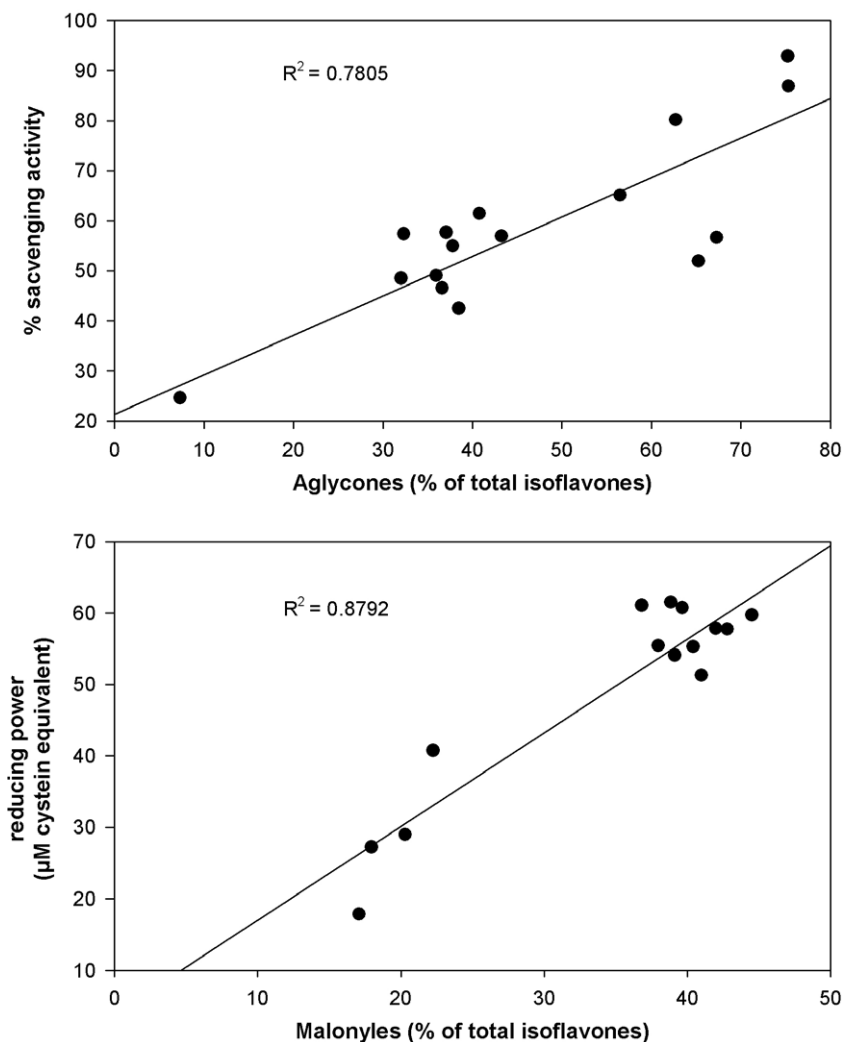 100
90
80
70
60
50
40
30
20
% sacvenging activity
R² = 0.7805
0 10 20 30 40 50 60 70 80
Aglycones (% of total isoflavones)
70
60
50
40
30
20
10
reducing power
(µM cystein equivalent)
R² = 0.8792
0 10 20 30 40 50
Malonyles (% of total isoflavones)